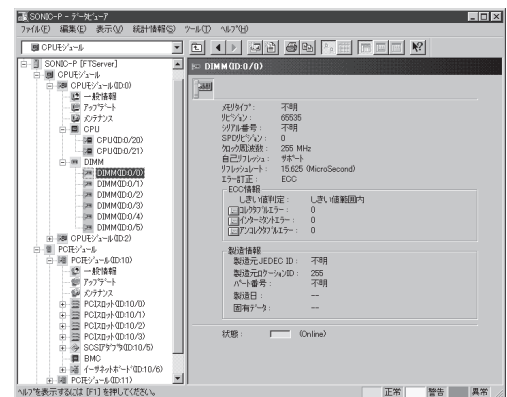 SONIC-P - ﾃﾞｰﾀﾋﾞｭｰｱ
ﾌｧｲﾙ(F) 編集(E) 表示(V) 統計情報(S) ﾂｰﾙ(T) ﾍﾙﾌﾟ(H)
CPUﾓｼﾞｭｰﾙ
SONIC-P [FTServer]
CPUﾓｼﾞｭｰﾙ
CPUﾓｼﾞｭｰﾙ(ID:0)
一般情報
ｱｯﾌﾟﾃﾞｰﾄ
ﾒﾝﾃﾅﾝｽ
CPU
CPU(ID:0/20)
CPU(ID:0/21)
DIMM
DIMM(ID:0/0)
DIMM(ID:0/1)
DIMM(ID:0/2)
DIMM(ID:0/3)
DIMM(ID:0/4)
DIMM(ID:0/5)
CPUﾓｼﾞｭｰﾙ(ID:2)
PCIﾓｼﾞｭｰﾙ
PCIﾓｼﾞｭｰﾙ(ID:10)
一般情報
ｱｯﾌﾟﾃﾞｰﾄ
ﾒﾝﾃﾅﾝｽ
PCIｽﾛｯﾄ(ID:10/0)
PCIｽﾛｯﾄ(ID:10/1)
PCIｽﾛｯﾄ(ID:10/2)
PCIｽﾛｯﾄ(ID:10/3)
SCSIｱﾀﾞﾌﾟﾀ(ID:10/5)
BMC
ｲｰｻﾈｯﾄﾎﾞｰﾄﾞ(ID:10/6)
PCIﾓｼﾞｭｰﾙ(ID:11)
DIMM(ID:0/0)
ﾒﾓﾘﾀｲﾌﾟ: 不明
ﾘﾋﾞｼﾞｮﾝ: 65535
ｼﾘｱﾙ番号: 不明
SPDﾘﾋﾞｼﾞｮﾝ: 0
ｸﾛｯｸ周波数: 255 MHz
自己ﾘﾌﾚｯｼｭ: ｻﾎﾟｰﾄ
ﾘﾌﾚｯｼｭﾚｰﾄ: 15.625 (MicroSecond)
ｴﾗｰ訂正: ECC
ECC情報
しきい値判定: しきい値範囲内
ｺﾚｸﾀﾌﾞﾙｴﾗｰ: 0
ｲﾝﾀｰﾐﾀﾝﾄｴﾗｰ: 0
ｱﾝｺﾚｸﾀﾌﾞﾙｴﾗｰ: 0
製造情報
製造元JEDEC ID: 不明
製造元ﾛｹｰｼｮﾝID: 255
ﾊﾟｰﾄ番号: 不明
製造日: ---
固有ﾃﾞｰﾀ: ---
状態: (Online)
ﾍﾙﾌﾟを表示するには [F1] を押してください。 正常 警告 異常